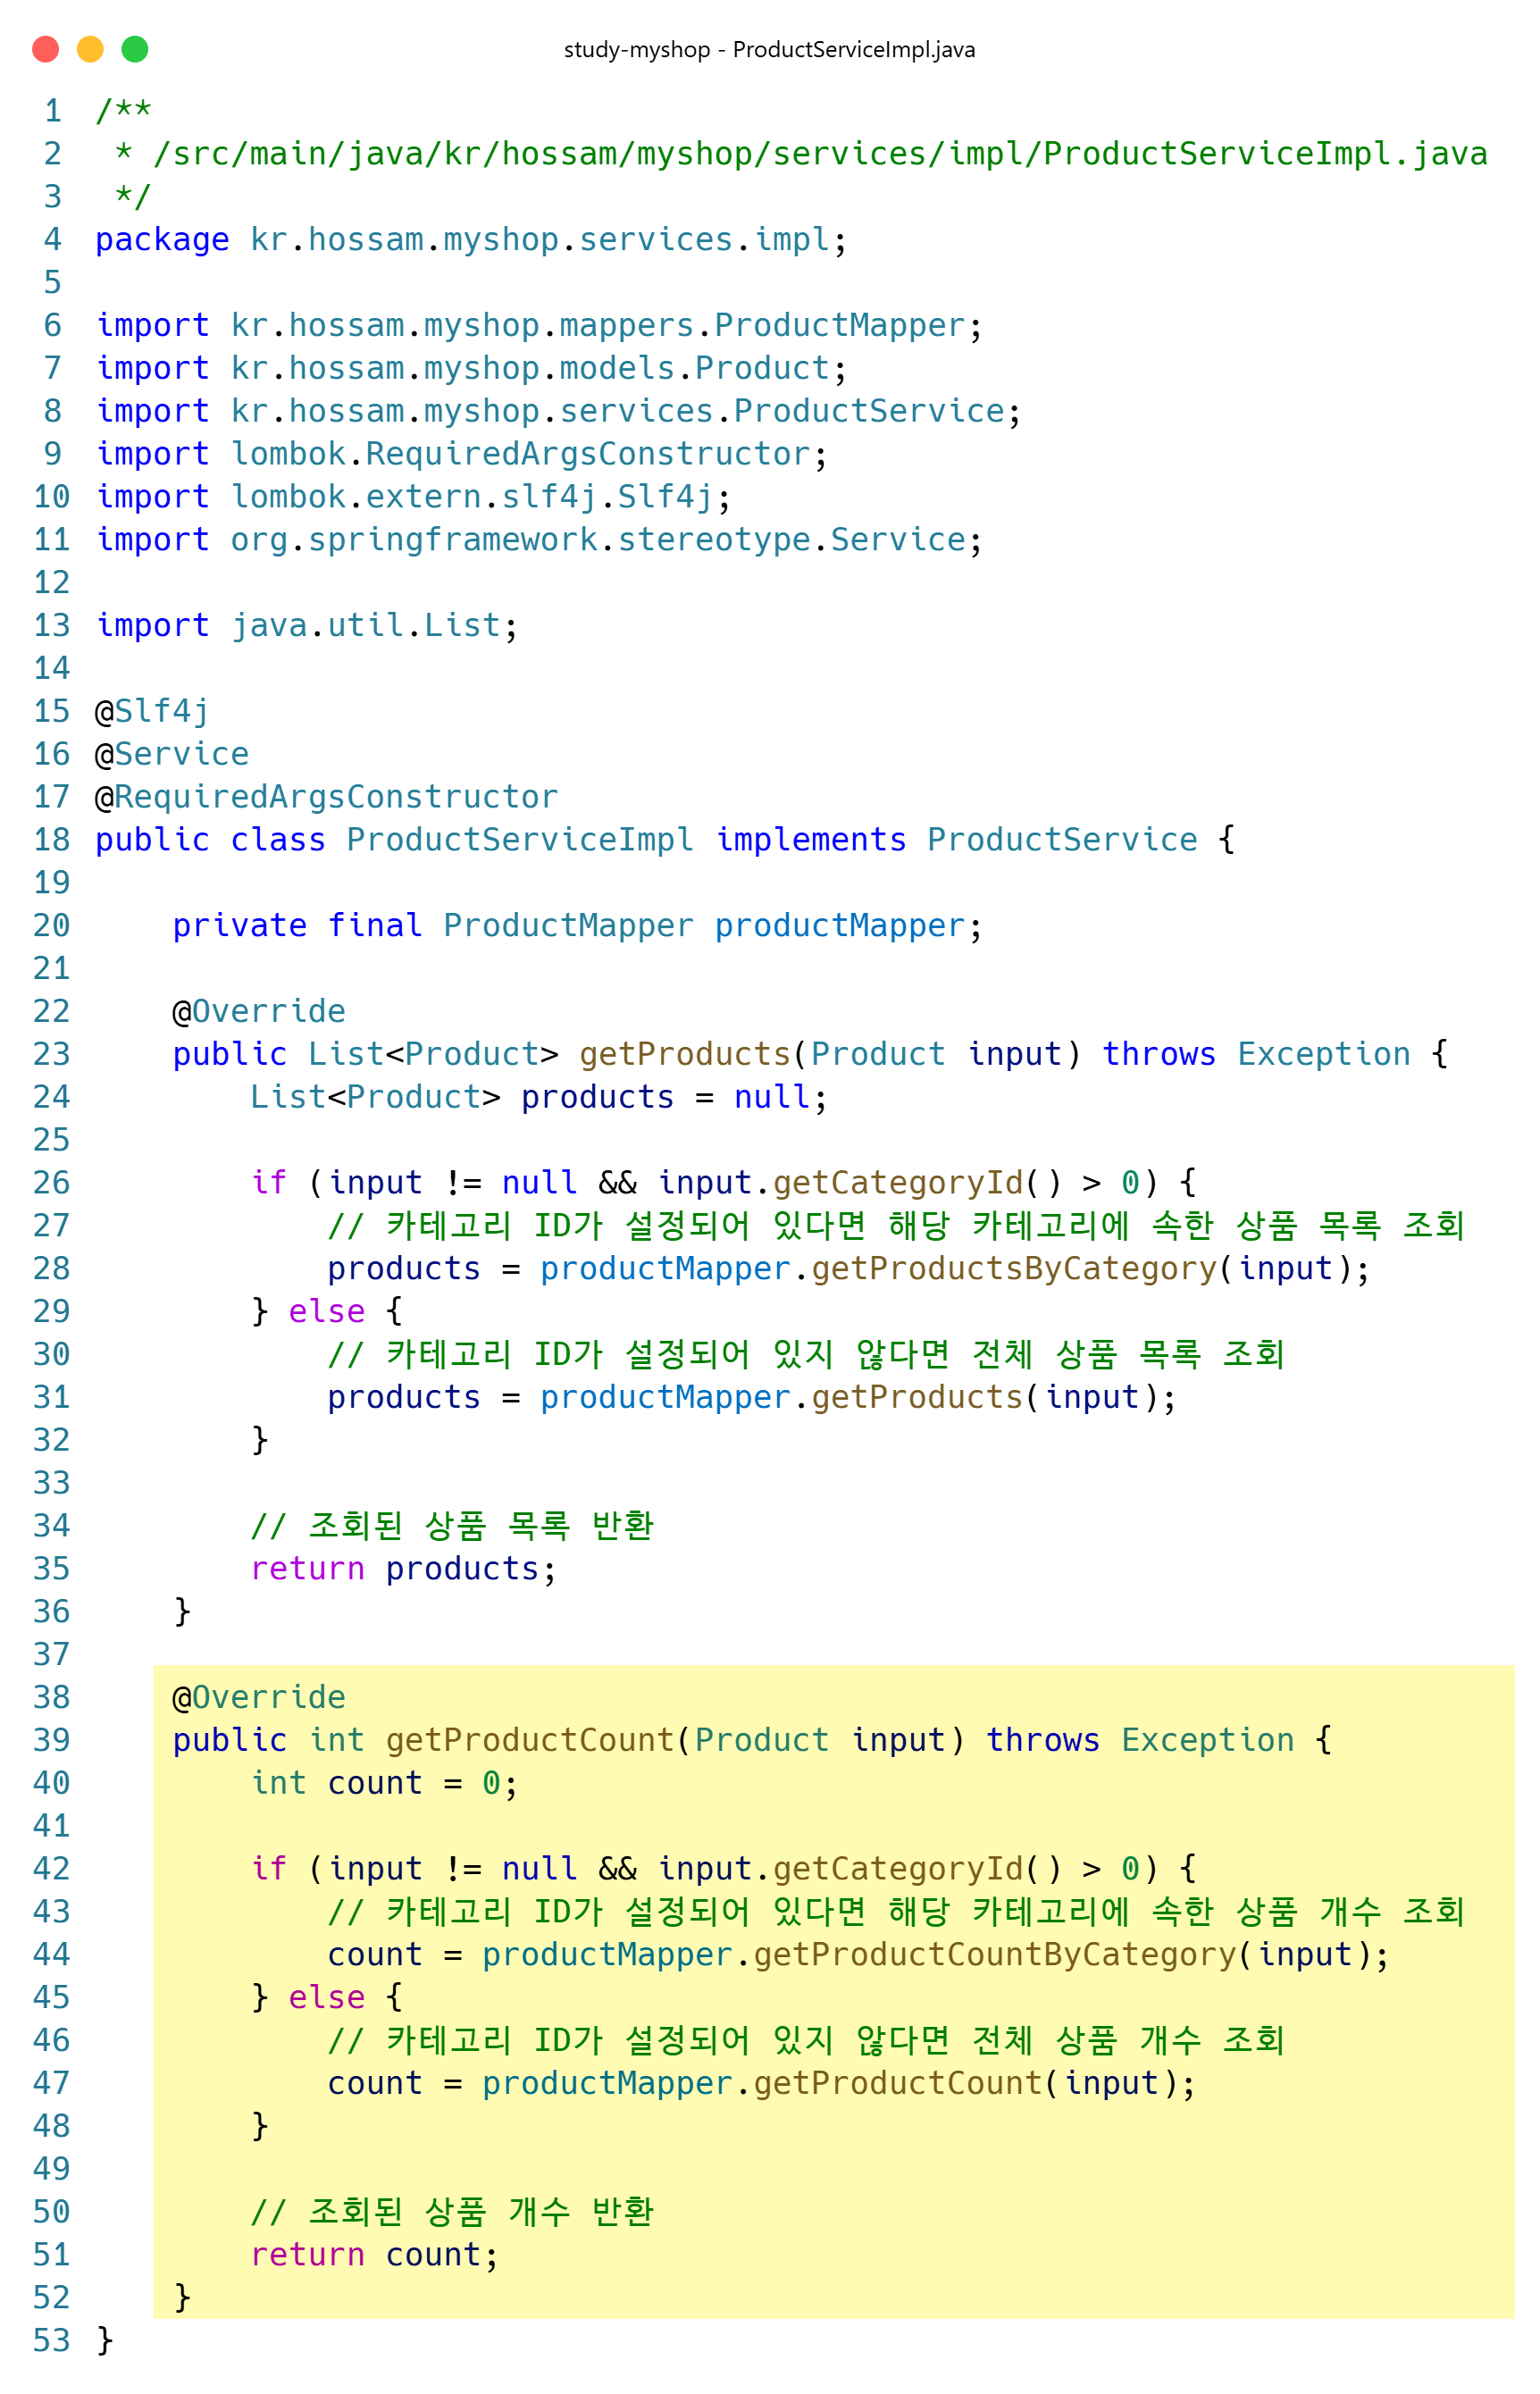 study-myshop - ProductServiceImpl.java
1 /**
2  * /src/main/java/kr/hossam/myshop/services/impl/ProductServiceImpl.java
3  */
4 package kr.hossam.myshop.services.impl;
5
6 import kr.hossam.myshop.mappers.ProductMapper;
7 import kr.hossam.myshop.models.Product;
8 import kr.hossam.myshop.services.ProductService;
9 import lombok.RequiredArgsConstructor;
10 import lombok.extern.slf4j.Slf4j;
11 import org.springframework.stereotype.Service;
12
13 import java.util.List;
14
15 @Slf4j
16 @Service
17 @RequiredArgsConstructor
18 public class ProductServiceImpl implements ProductService {
19
20     private final ProductMapper productMapper;
21
22     @Override
23     public List<Product> getProducts(Product input) throws Exception {
24         List<Product> products = null;
25
26         if (input != null && input.getCategoryId() > 0) {
27             // 카테고리 ID가 설정되어 있다면 해당 카테고리에 속한 상품 목록 조회
28             products = productMapper.getProductsByCategory(input);
29         } else {
30             // 카테고리 ID가 설정되어 있지 않다면 전체 상품 목록 조회
31             products = productMapper.getProducts(input);
32         }
33
34         // 조회된 상품 목록 반환
35         return products;
36     }
37
38     @Override
39     public int getProductCount(Product input) throws Exception {
40         int count = 0;
41
42         if (input != null && input.getCategoryId() > 0) {
43             // 카테고리 ID가 설정되어 있다면 해당 카테고리에 속한 상품 개수 조회
44             count = productMapper.getProductCountByCategory(input);
45         } else {
46             // 카테고리 ID가 설정되어 있지 않다면 전체 상품 개수 조회
47             count = productMapper.getProductCount(input);
48         }
49
50         // 조회된 상품 개수 반환
51         return count;
52     }
53 }